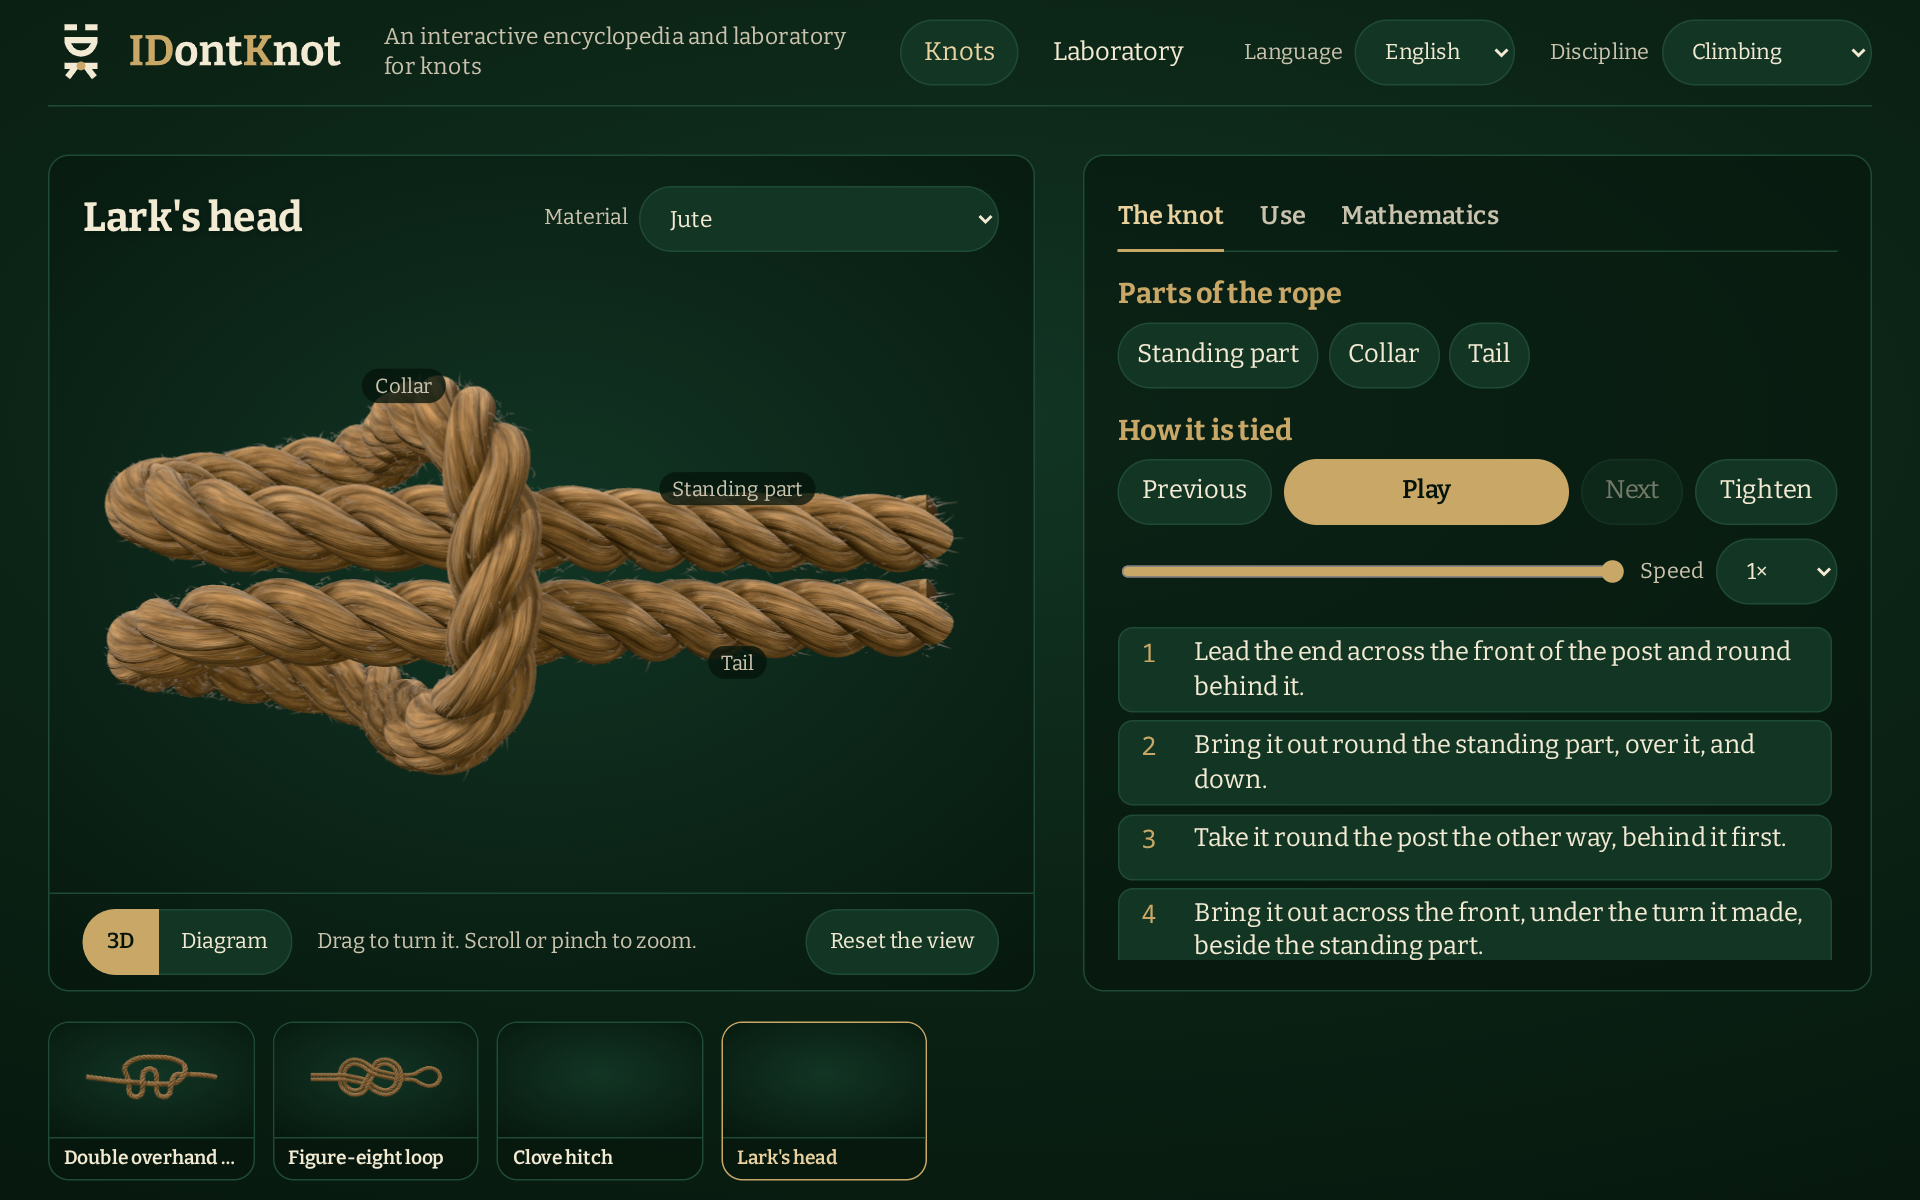 IDontKnot
An interactive encyclopedia and laboratory
for knots
Knots
Laboratory
Language
English
Discipline
Climbing
Lark's head
Material
Jute
Collar
Standing part
Tail
3D
Diagram
Drag to turn it. Scroll or pinch to zoom.
Reset the view
The knot
Use
Mathematics
Parts of the rope
Standing part
Collar
Tail
How it is tied
Previous
Play
Next
Tighten
Speed
1×
1
Lead the end across the front of the post and round
behind it.
2
Bring it out round the standing part, over it, and
down.
3
Take it round the post the other way, behind it first.
4
Bring it out across the front, under the turn it made,
beside the standing part.
Double overhand ...
Figure-eight loop
Clove hitch
Lark's head